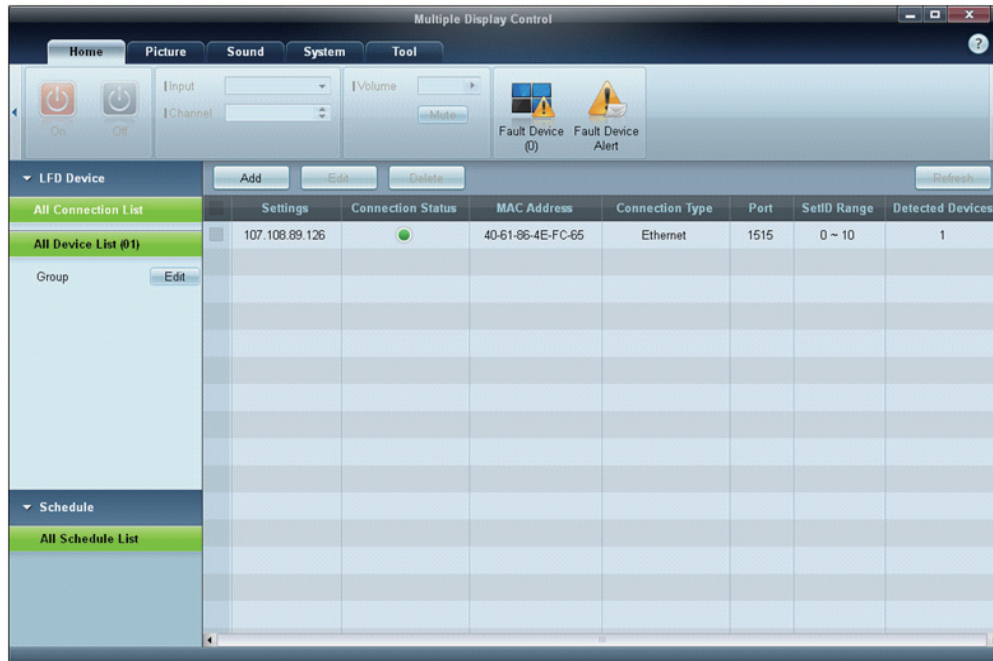 Multiple Display Control
Home Picture Sound System Tool
?
On Off
Input
Channel
Volume
Mute
Fault Device (0)
Fault Device Alert
LFD Device
All Connection List
All Device List (01)
Group Edit
Schedule
All Schedule List
Add Edit Delete Refresh
Settings Connection Status MAC Address Connection Type Port SetID Range Detected Devices
107.108.89.126 40-61-86-4E-FC-65 Ethernet 1515 0 ~ 10 1